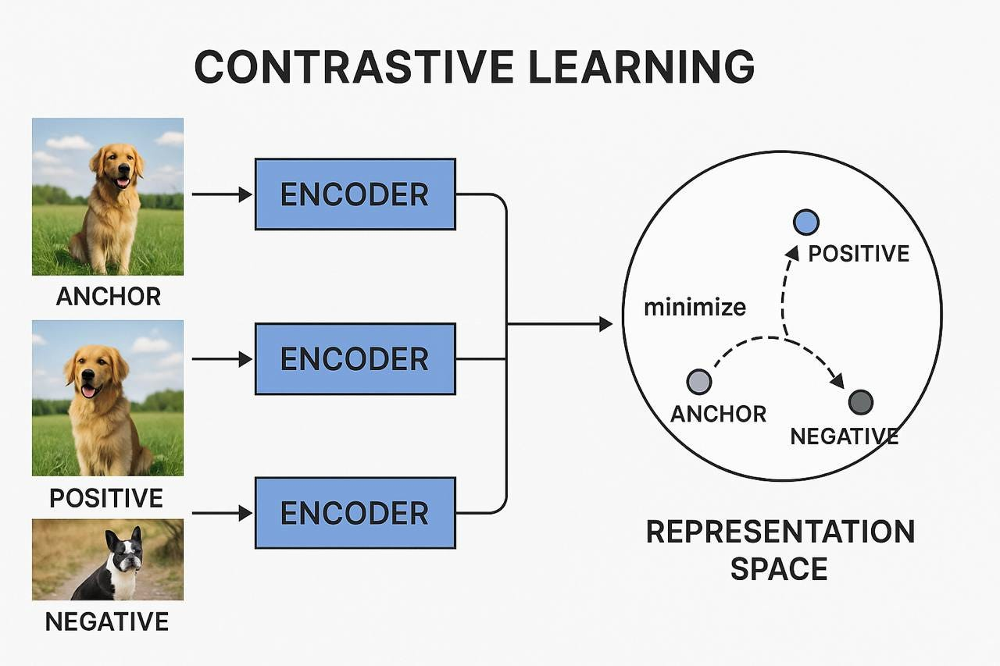 CONTRASTIVE LEARNING
ANCHOR
ENCODER
POSITIVE
ENCODER
NEGATIVE
ENCODER
POSITIVE
minimize
ANCHOR
NEGATIVE
REPRESENTATION
SPACE